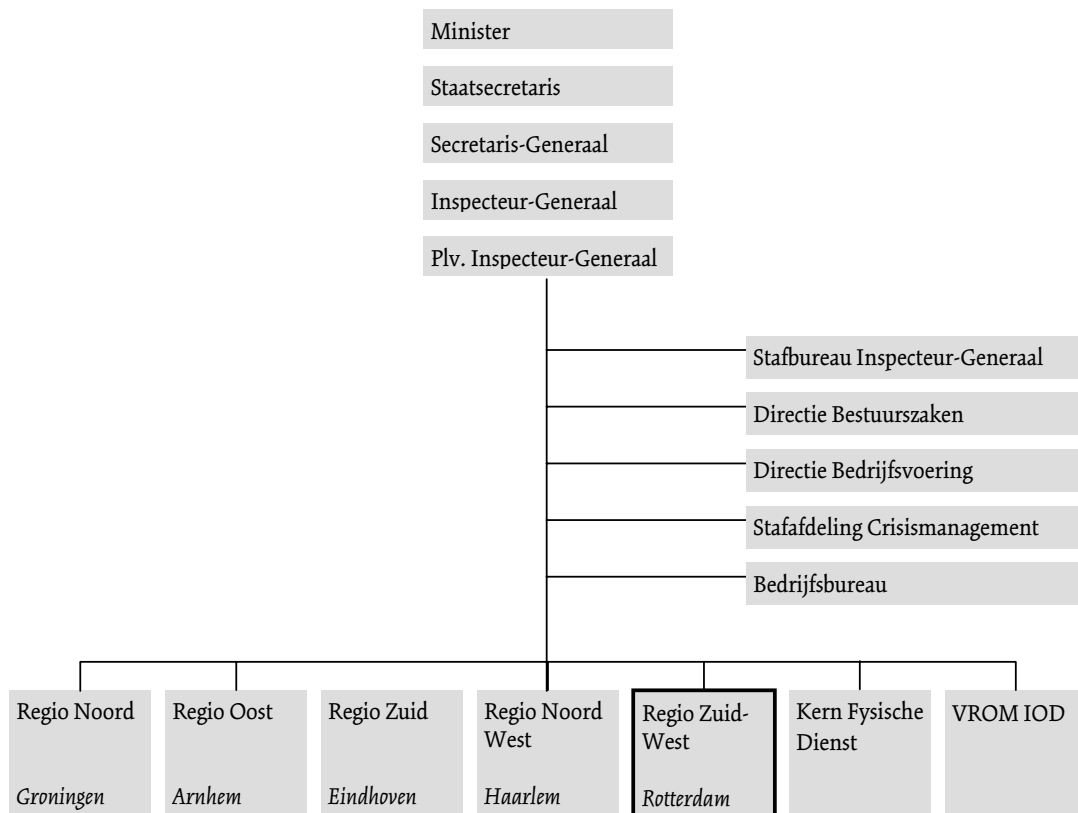 Minister
Staatsecretaris
Secretaris-Generaal
Inspecteur-Generaal
Plv. Inspecteur-Generaal
Stafbureau Inspecteur-Generaal
Directie Bestuurszaken
Directie Bedrijfsvoering
Stafafdeling Crisismanagement
Bedrijfsbureau
Regio Noord
Groningen
Regio Oost
Arnhem
Regio Zuid
Eindhoven
Regio Noord
West
Haarlem
Regio Zuid-
West
Rotterdam
Kern Fysische
Dienst
VROM IOD